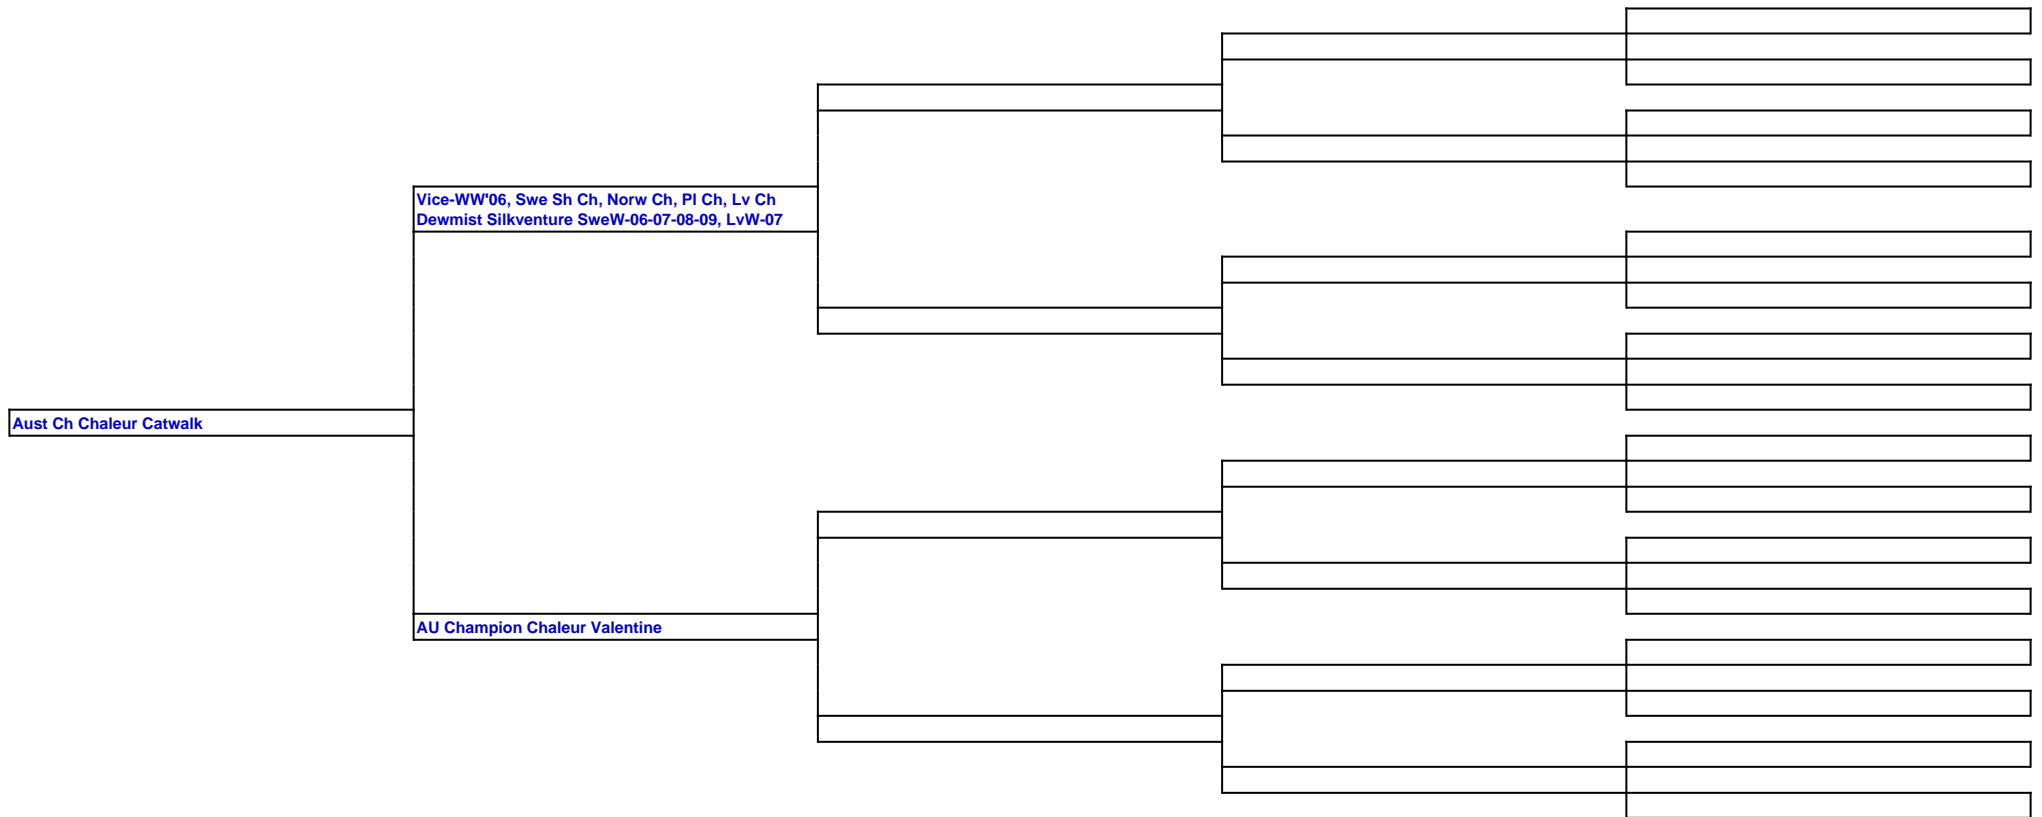 Vice-WW'06, Swe Sh Ch, Norw Ch, Pl Ch, Lv Ch
Dewmist Silkventure SweW-06-07-08-09, LvW-07
Aust Ch Chaleur Catwalk
AU Champion Chaleur Valentine